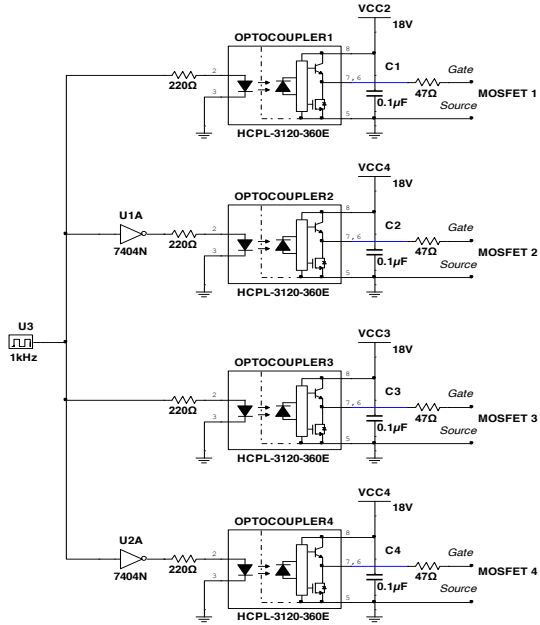 VCC2
18V
OPTOCOUPLER1
8
C1
Gate
2
7,6
220Ω
47Ω
MOSFET 1
3
0.1µF
Source
5
HCPL-3120-360E
VCC4
18V
OPTOCOUPLER2
8
U1A
C2
Gate
2
7,6
220Ω
47Ω
MOSFET 2
7404N
3
0.1µF
Source
5
HCPL-3120-360E
U3
1kHz
VCC3
18V
OPTOCOUPLER3
8
C3
Gate
2
7,6
220Ω
47Ω
MOSFET 3
3
0.1µF
Source
5
HCPL-3120-360E
VCC4
18V
OPTOCOUPLER4
8
U2A
C4
Gate
2
7,6
220Ω
47Ω
MOSFET 4
7404N
3
0.1µF
Source
5
HCPL-3120-360E